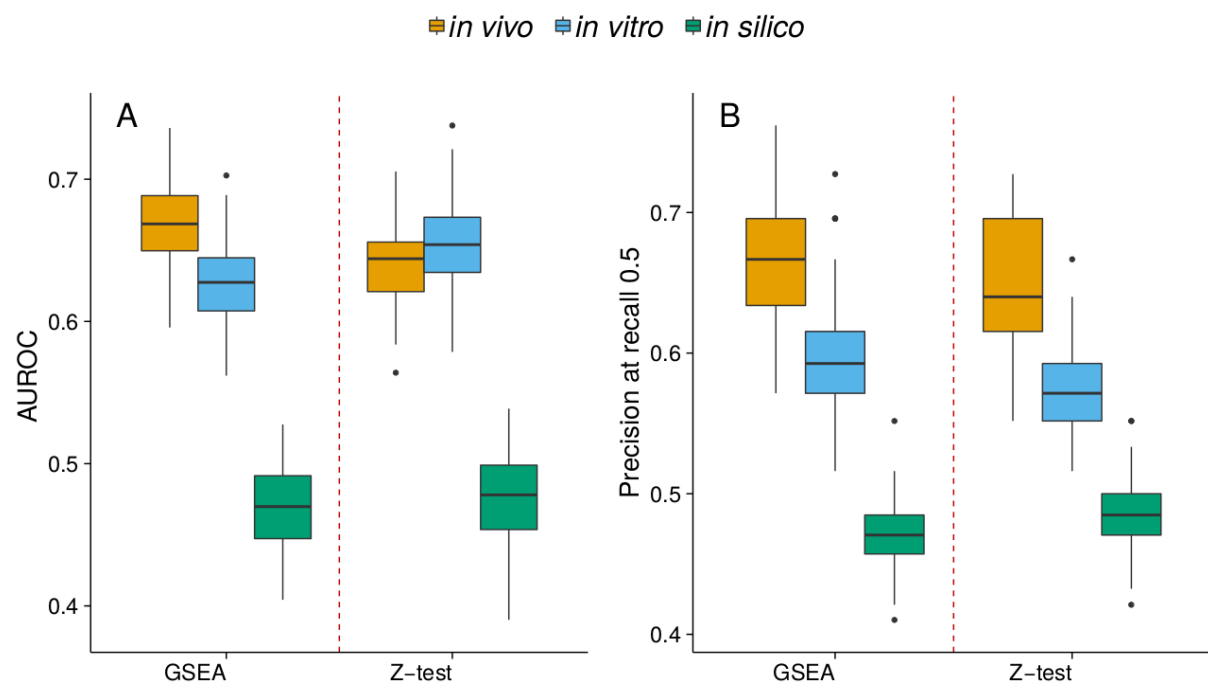 in vivo in vitro in silico
A
AUROC
0.7
0.6
0.5
0.4
GSEA Z−test
B
Precision at recall 0.5
0.7
0.6
0.5
0.4
GSEA Z−test